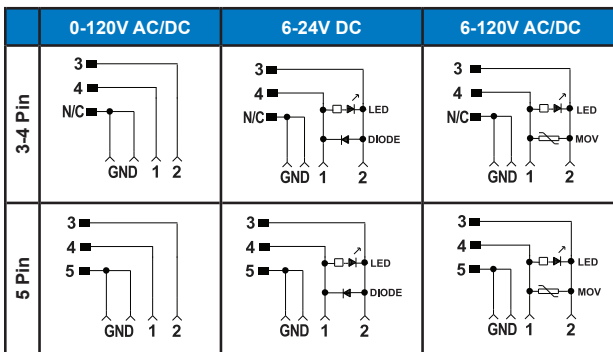 0-120V AC/DC 6-24V DC 6-120V AC/DC
3-4 Pin
3
4
N/C
GND 1 2
3
4
N/C
LED
DIODE
GND 1 2
3
4
N/C
LED
MOV
GND 1 2
5 Pin
3
4
5
GND 1 2
3
4
5
LED
DIODE
GND 1 2
3
4
5
LED
MOV
GND 1 2